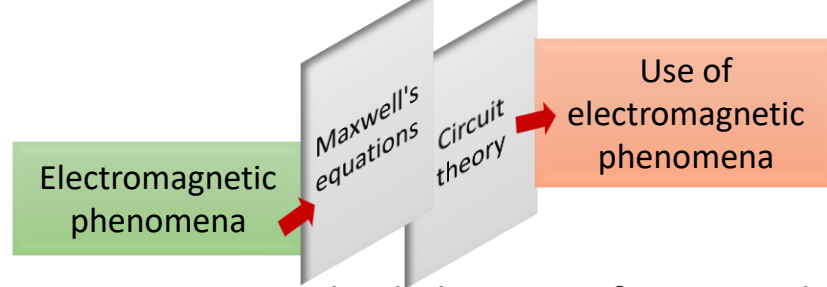 Electromagnetic
phenomena
Maxwell's
equations
Circuit
theory
Use of
electromagnetic
phenomena